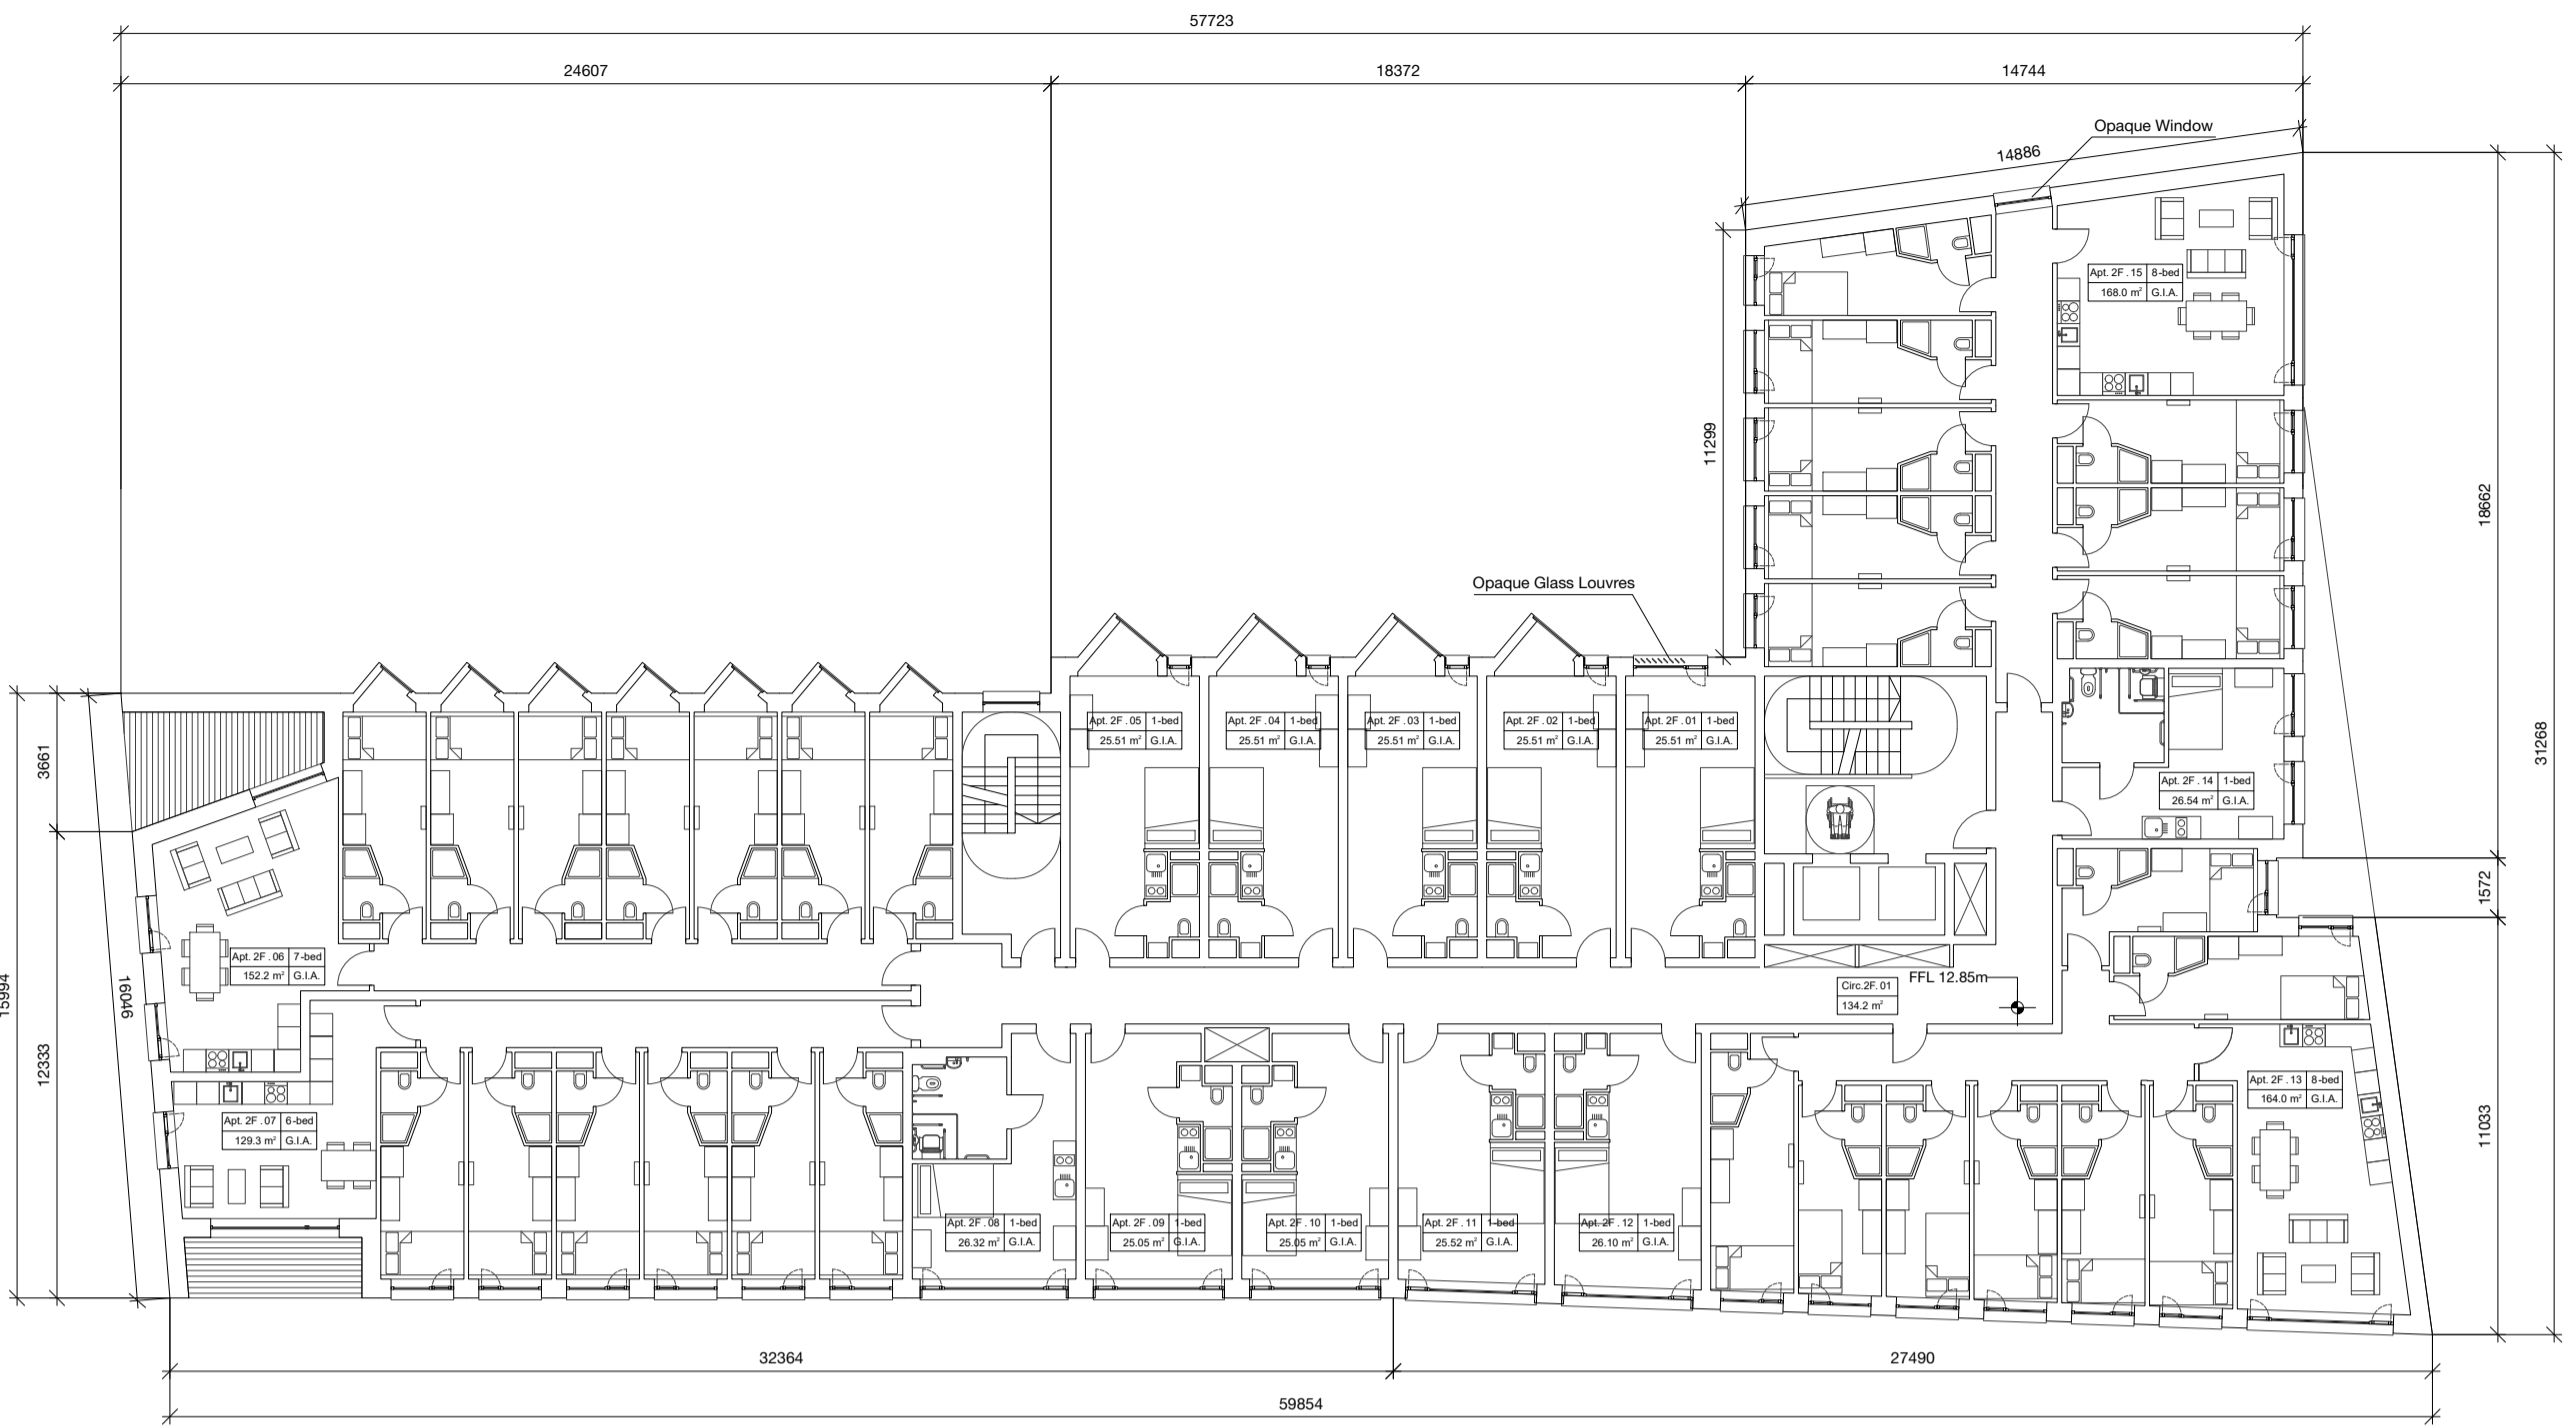 57723
24607
18372
14744
Opaque Window
14886
11299
Opaque Glass Louvres
Apt. 2F . 15 8-bed
168.0 m² G.I.A.
18662
31268
Apt. 2F . 05 1-bed
25.51 m² G.I.A.
Apt. 2F . 04 1-bed
25.51 m² G.I.A.
Apt. 2F . 03 1-bed
25.51 m² G.I.A.
Apt. 2F . 02 1-bed
25.51 m² G.I.A.
Apt. 2F . 01 1-bed
25.51 m² G.I.A.
Apt. 2F . 14 1-bed
26.54 m² G.I.A.
3661
1572
Apt. 2F . 06 7-bed
152.2 m² G.I.A.
15994
16046
12333
Circ.2F. 01
134.2 m²
FFL 12.85m
Apt. 2F . 07 6-bed
129.3 m² G.I.A.
Apt. 2F . 13 8-bed
164.0 m² G.I.A.
11033
Apt. 2F . 08 1-bed
26.32 m² G.I.A.
Apt. 2F . 09 1-bed
25.05 m² G.I.A.
Apt. 2F . 10 1-bed
25.05 m² G.I.A.
Apt. 2F . 11 1-bed
25.52 m² G.I.A.
Apt. 2F . 12 1-bed
26.10 m² G.I.A.
32364
27490
59854